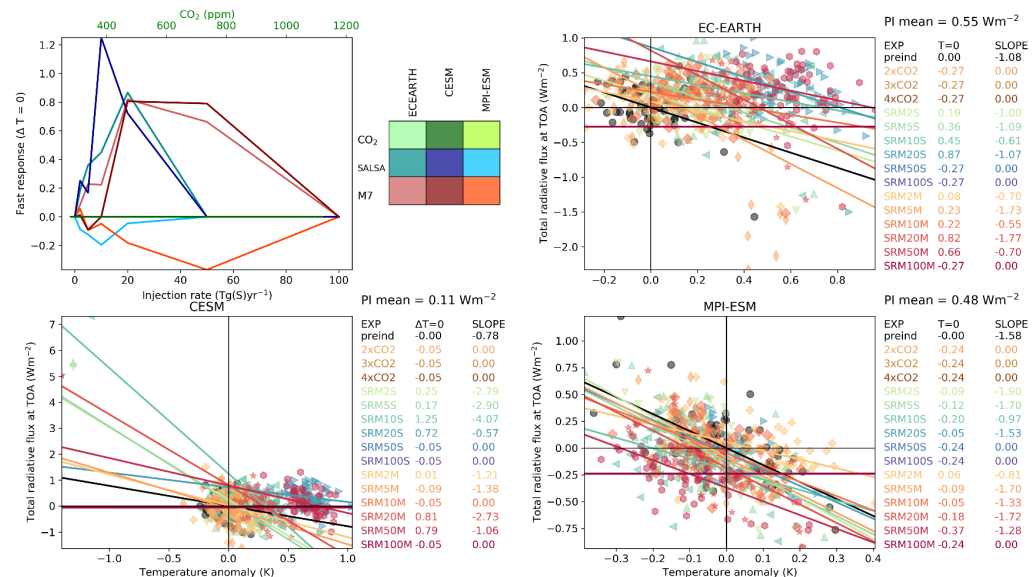 CO2 (ppm)
400 600 800 1000 1200
1.2
1.0
0.8
0.6
0.4
0.2
0.0
−0.2
Fast response (Δ T = 0)
0 20 40 60 80 100
Injection rate (Tg(S)yr−1)
ECEARTH
CESM
MPI-ESM
CO2
SALSA
M7
EC-EARTH
PI mean = 0.55 Wm−2
1.0
0.5
0.0
−0.5
−1.0
−1.5
−2.0
Total radiative flux at TOA (Wm−2)
−0.2 0.0 0.2 0.4 0.6 0.8
EXP T=0 SLOPE
preind 0.00 -1.08
2xCO2 -0.27 0.00
3xCO2 -0.27 0.00
4xCO2 -0.27 0.00
SRM2S 0.19 -1.00
SRM5S 0.36 -1.09
SRM10S 0.45 -0.61
SRM20S 0.87 -1.07
SRM50S -0.27 0.00
SRM100S -0.27 0.00
SRM2M 0.08 -0.70
SRM5M 0.23 -1.73
SRM10M 0.22 -0.55
SRM20M 0.82 -1.77
SRM50M 0.66 -0.70
SRM100M -0.27 0.00
CESM
PI mean = 0.11 Wm−2
7
6
5
4
3
2
1
0
−1
Total radiative flux at TOA (Wm−2)
−1.0 −0.5 0.0 0.5 1.0
Temperature anomaly (K)
EXP ΔT=0 SLOPE
preind -0.00 -0.78
2xCO2 -0.05 0.00
3xCO2 -0.05 0.00
4xCO2 -0.05 0.00
SRM2S 0.25 -2.79
SRM5S 0.17 -2.90
SRM10S 1.25 -4.07
SRM20S 0.72 -0.57
SRM50S -0.05 0.00
SRM100S -0.05 0.00
SRM2M 0.01 -1.21
SRM5M -0.09 -1.38
SRM10M -0.00 -1.15
SRM20M 0.81 -2.73
SRM50M 0.79 -1.06
SRM100M -0.05 0.00
MPI-ESM
PI mean = 0.48 Wm−2
1.00
0.75
0.50
0.25
0.00
−0.25
−0.50
−0.75
Total radiative flux at TOA (Wm−2)
−0.3 −0.2 −0.1 0.0 0.1 0.2 0.3 0.4
Temperature anomaly (K)
EXP T=0 SLOPE
preind -0.00 -1.58
2xCO2 -0.24 0.00
3xCO2 -0.24 0.00
4xCO2 -0.24 0.00
SRM2S -0.09 -1.90
SRM5S -0.12 -1.70
SRM10S -0.20 -0.97
SRM20S -0.05 -1.53
SRM50S -0.24 0.00
SRM100S -0.24 0.00
SRM2M 0.06 -0.81
SRM5M -0.09 -1.70
SRM10M -0.05 -1.33
SRM20M -0.18 -1.72
SRM50M -0.37 -1.28
SRM100M -0.24 0.00